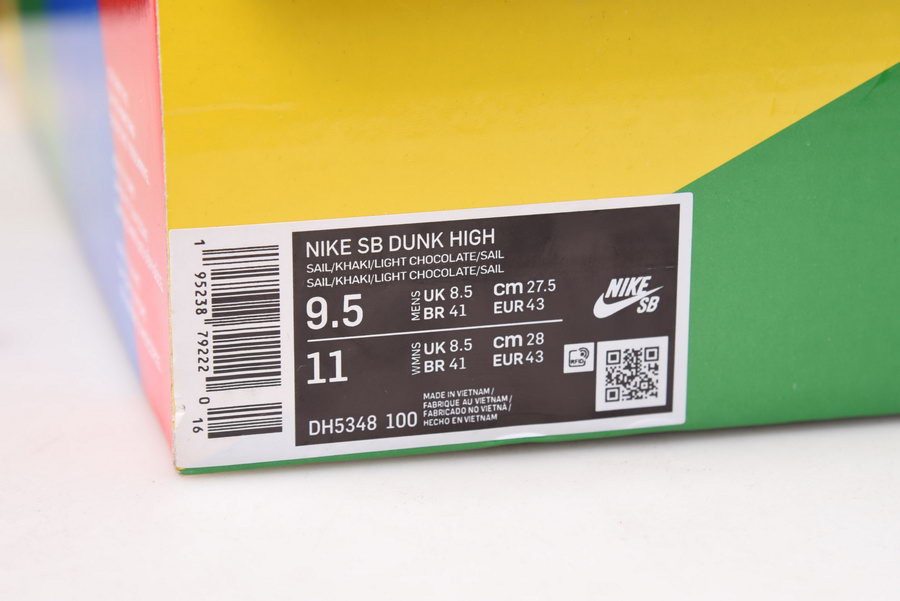 NIKE SB DUNK HIGH
SAIL/KHAKI/LIGHT CHOCOLATE/SAIL
SAIL/KHAKI/LIGHT CHOCOLATE/SAIL
9.5
MENS
UK 8.5
BR 41
cm 27.5
EUR 43
11
WMNS
UK 8.5
BR 41
cm 28
EUR 43
DH5348 100
MADE IN VIETNAM /
FABRIQUE AU VIETNAM /
FABRICADO NO VIETNÃ /
HECHO EN VIETNAM
NIKE
SB
RFID
1 95238 79222 0 16